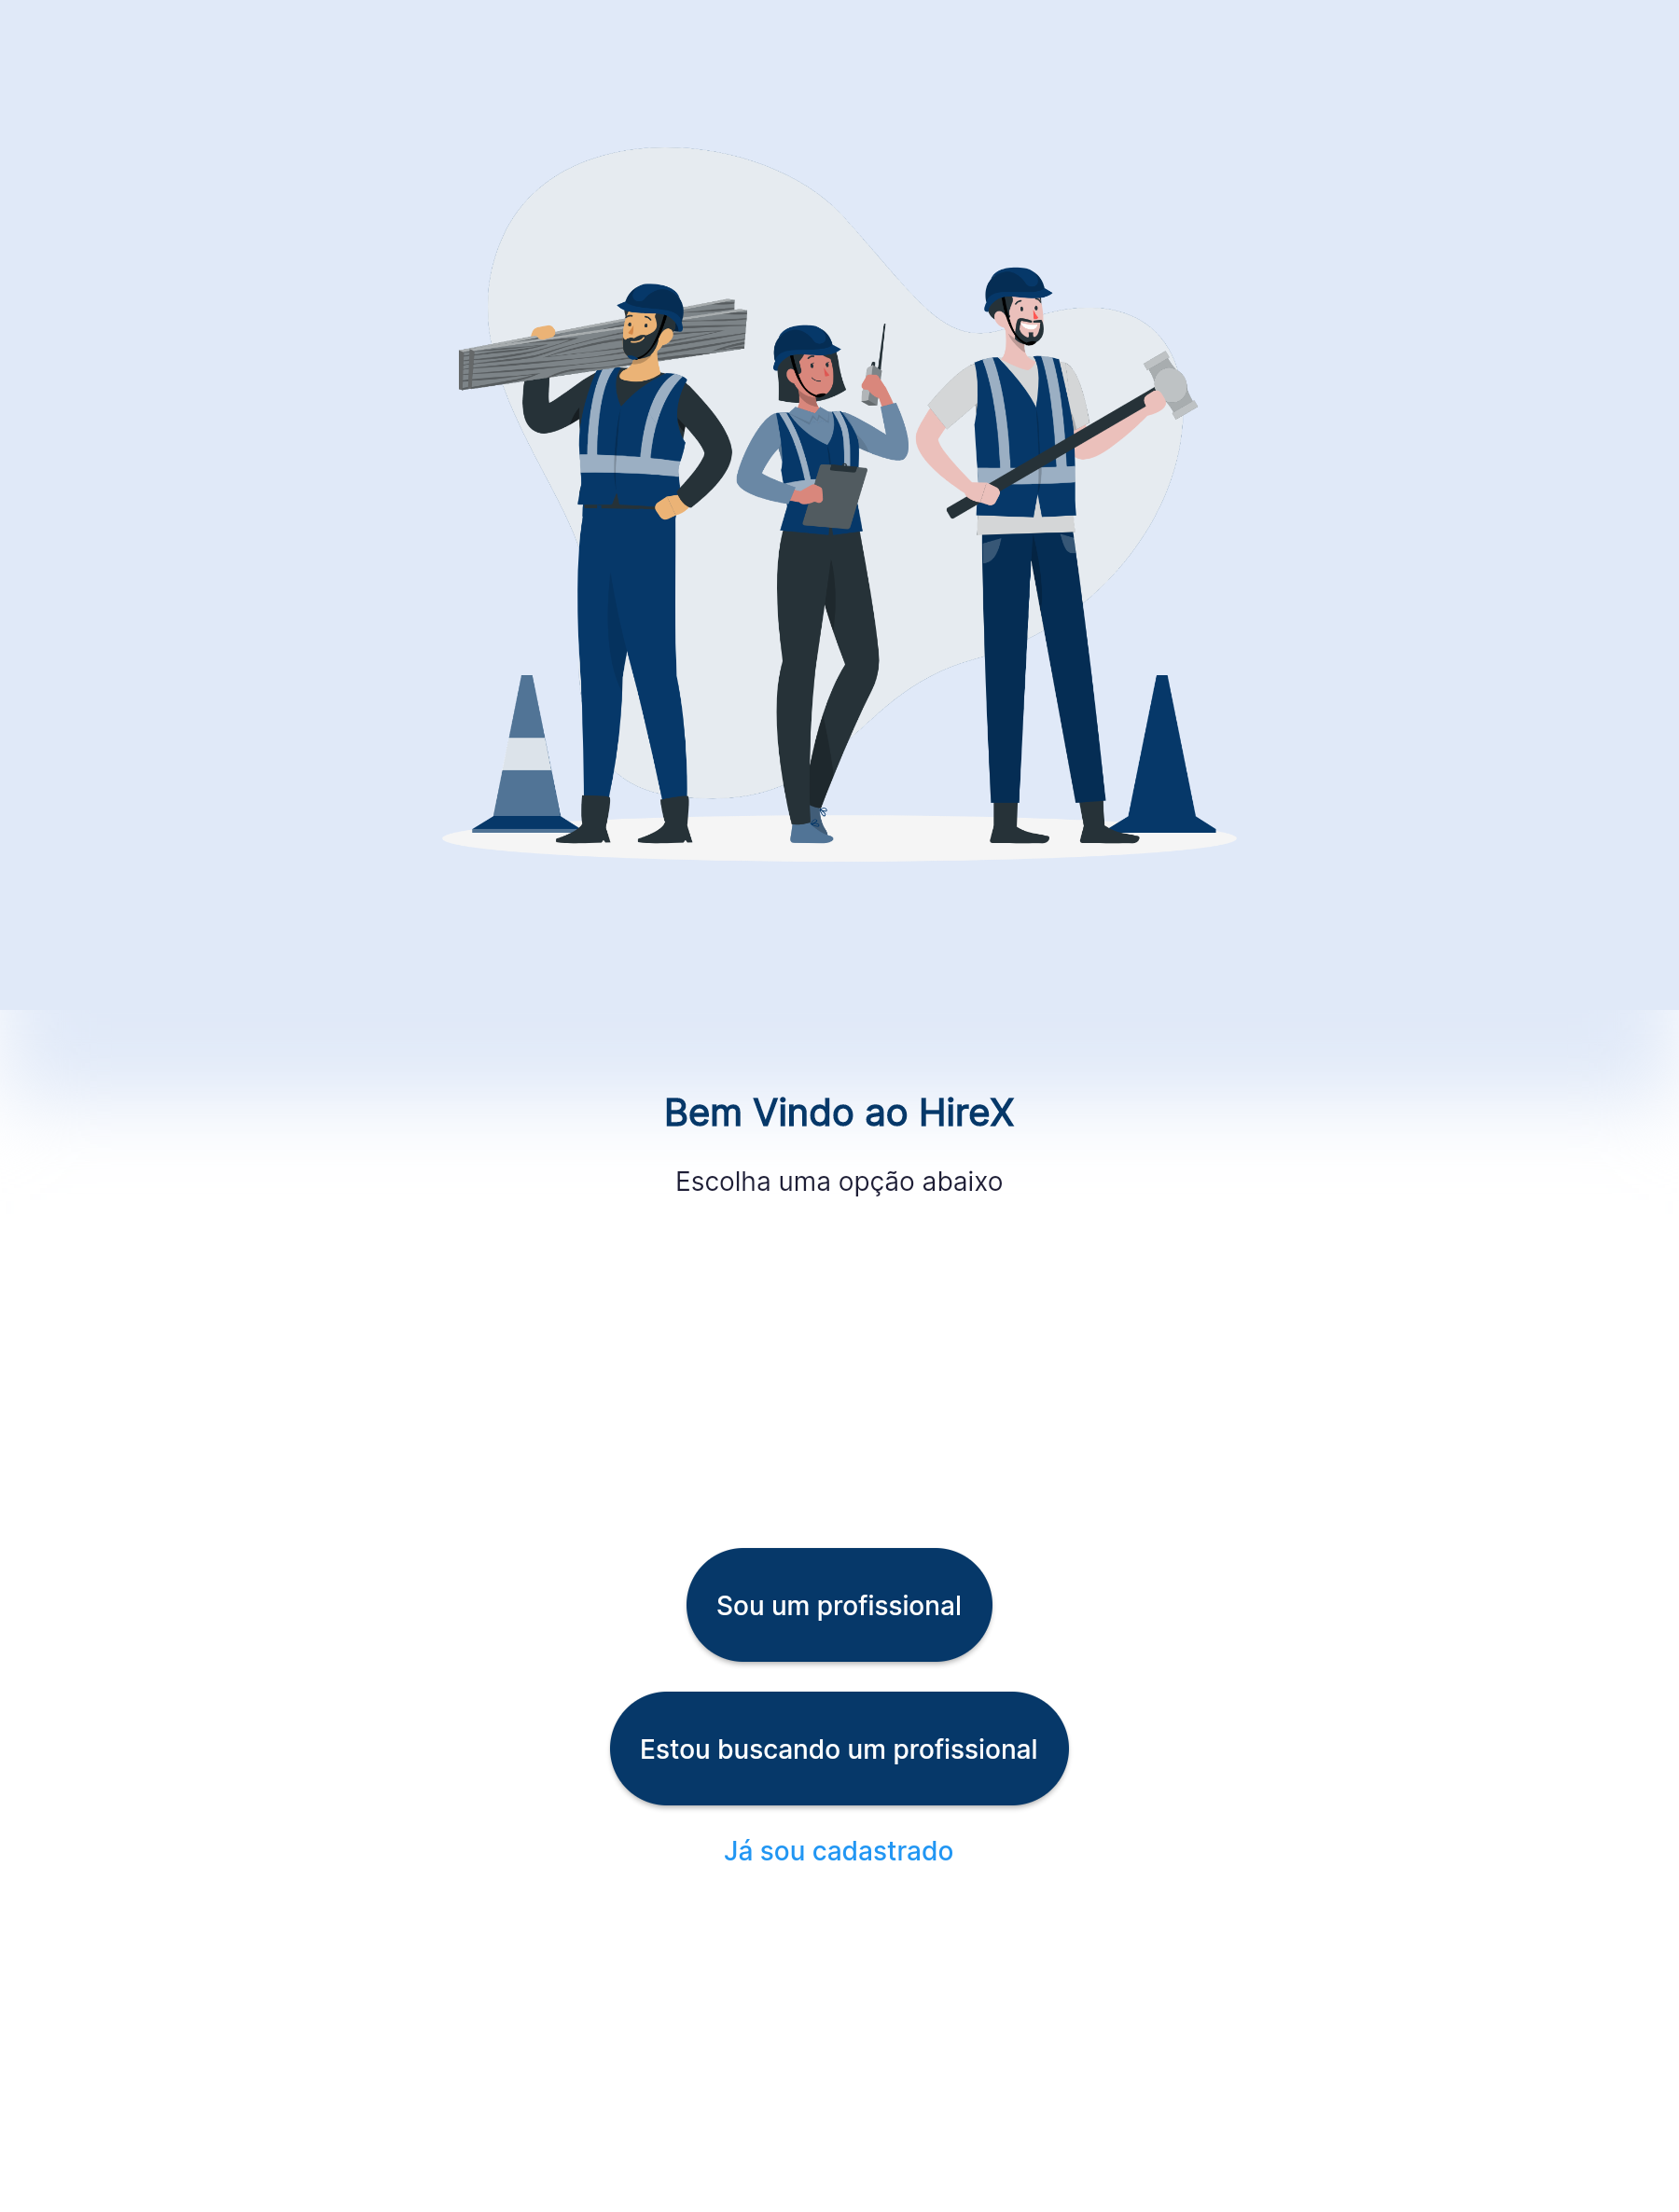 Bem Vindo ao HireX
Escolha uma opção abaixo
Sou um profissional
Estou buscando um profissional
Já sou cadastrado